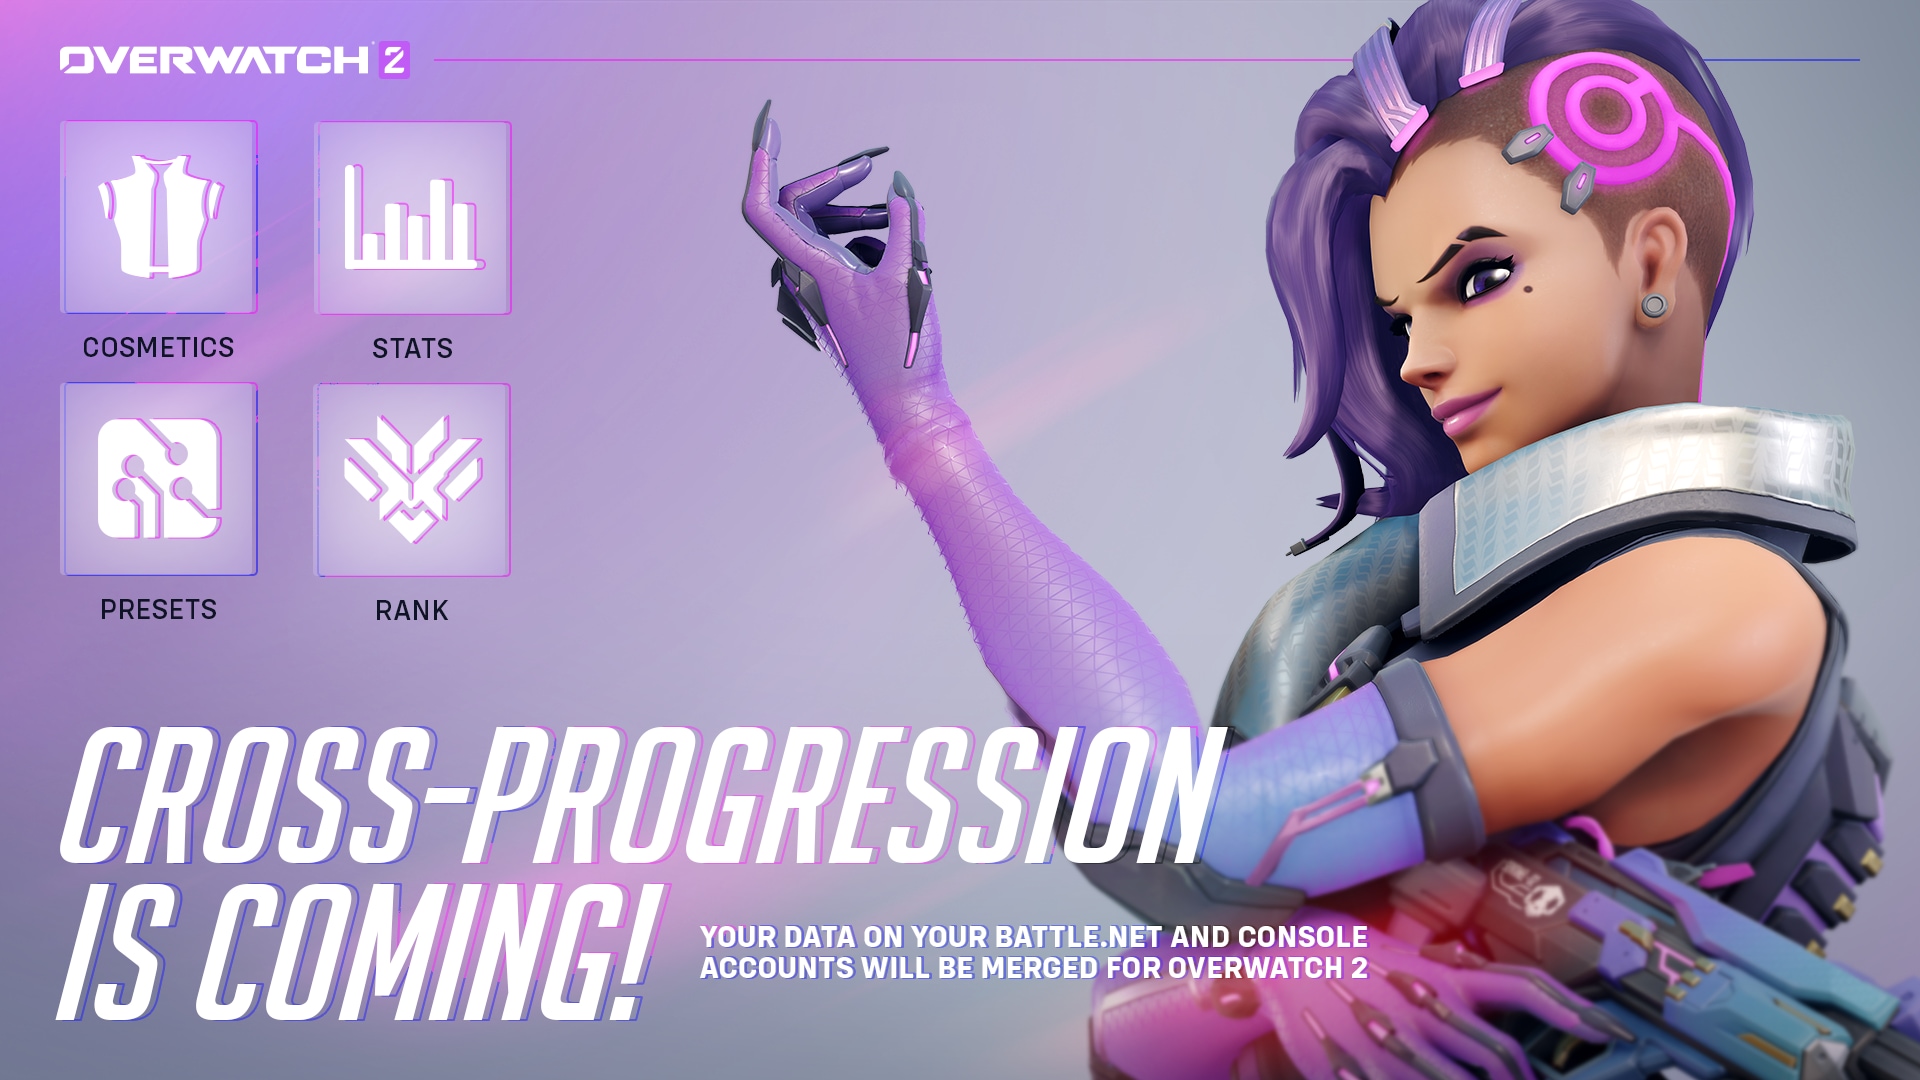 OVERWATCH 2
COSMETICS
STATS
PRESETS
RANK
CROSS-PROGRESSION
IS COMING!
YOUR DATA ON YOUR BATTLE.NET AND CONSOLE
ACCOUNTS WILL BE MERGED FOR OVERWATCH 2